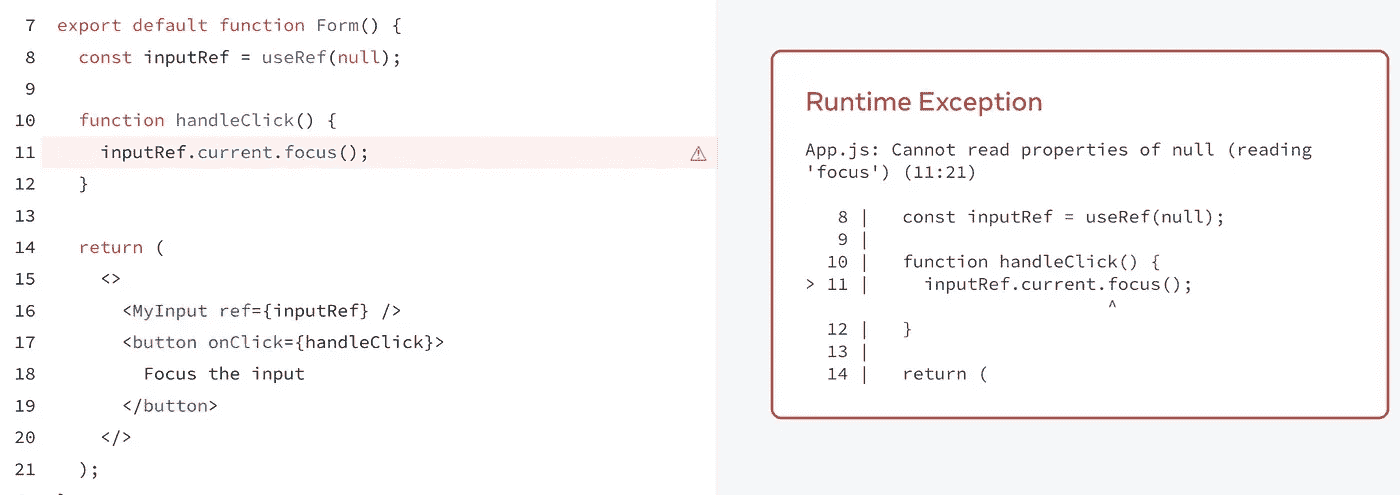 7 export default function Form() {
8   const inputRef = useRef(null);
9
10   function handleClick() {
11     inputRef.current.focus();
12   }
13
14   return (
15     <>
16       <MyInput ref={inputRef} />
17       <button onClick={handleClick}>
18         Focus the input
19       </button>
20     </>
21   );
Runtime Exception
App.js: Cannot read properties of null (reading
'focus') (11:21)
   8 |   const inputRef = useRef(null);
   9 |
  10 |   function handleClick() {
> 11 |     inputRef.current.focus();
                            ^
  12 |   }
  13 |
  14 |   return (